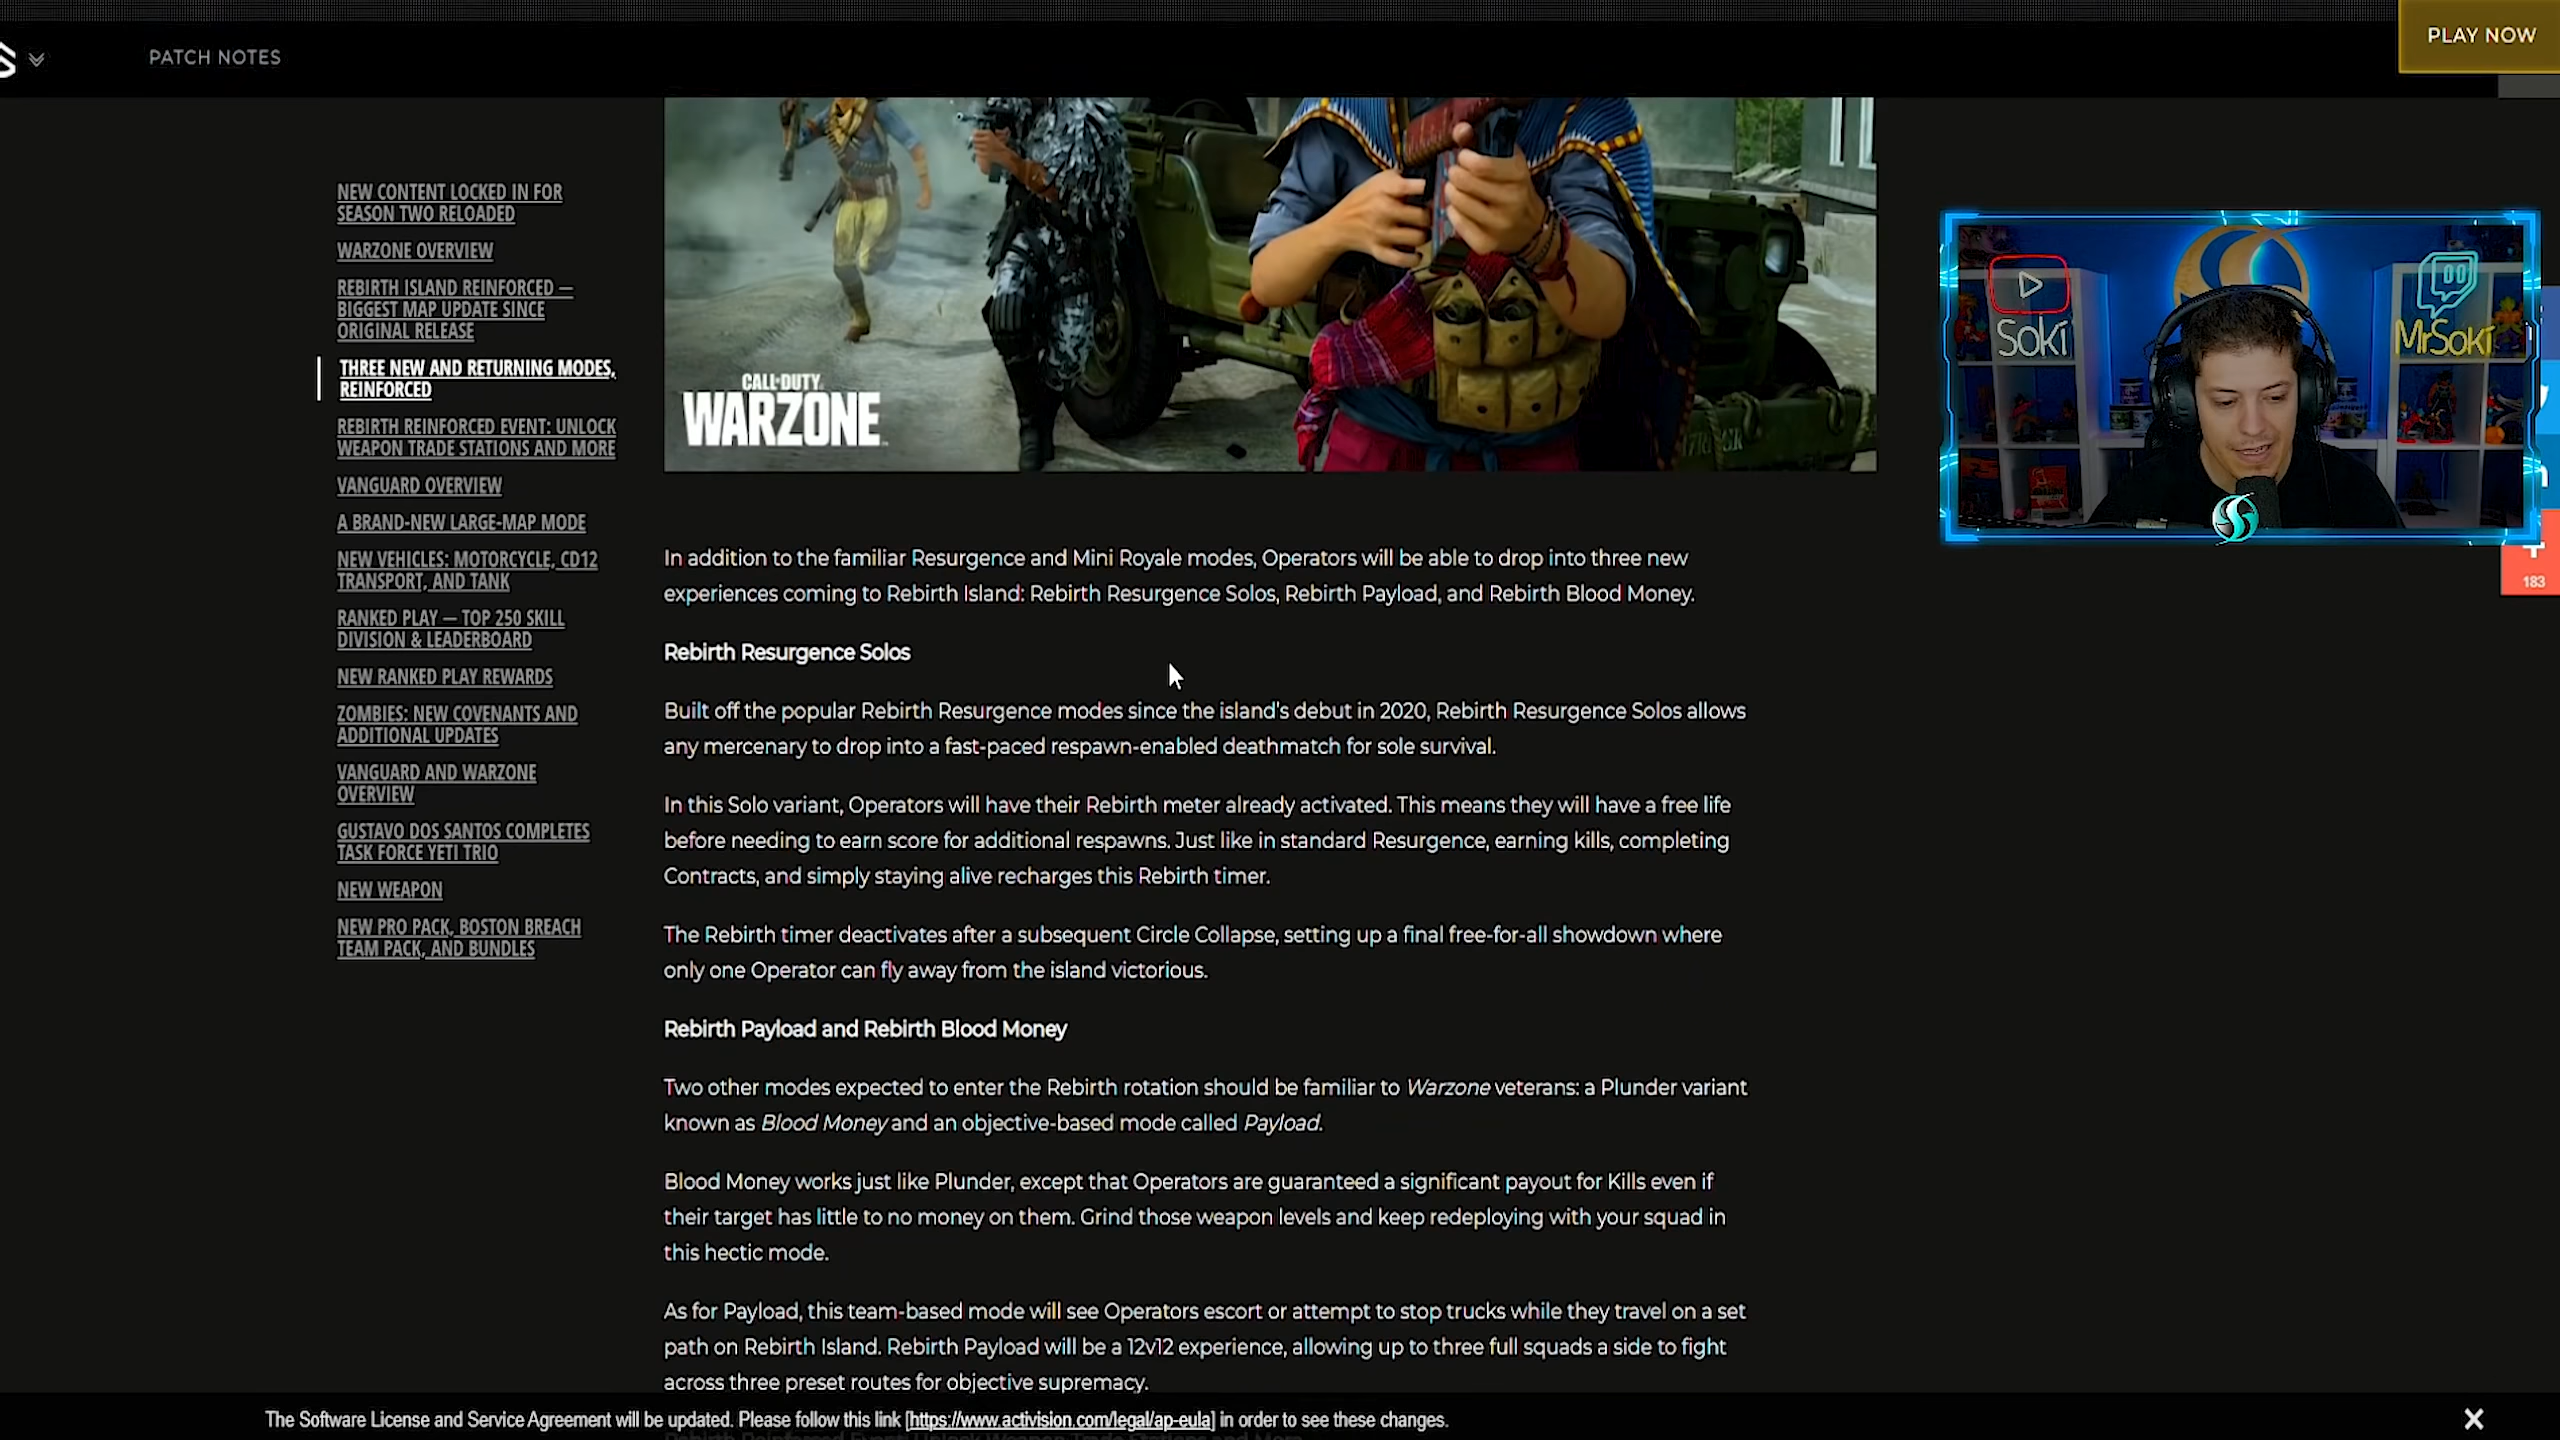 PATCH NOTES
PLAY NOW
NEW CONTENT LOCKED IN FOR
SEASON TWO RELOADED
WARZONE OVERVIEW
REBIRTH ISLAND REINFORCED —
BIGGEST MAP UPDATE SINCE
ORIGINAL RELEASE
THREE NEW AND RETURNING MODES,
REINFORCED
REBIRTH REINFORCED EVENT: UNLOCK
WEAPON TRADE STATIONS AND MORE
VANGUARD OVERVIEW
A BRAND-NEW LARGE-MAP MODE
NEW VEHICLES: MOTORCYCLE, CD12
TRANSPORT, AND TANK
RANKED PLAY — TOP 250 SKILL
DIVISION & LEADERBOARD
NEW RANKED PLAY REWARDS
ZOMBIES: NEW COVENANTS AND
ADDITIONAL UPDATES
VANGUARD AND WARZONE
OVERVIEW
GUSTAVO DOS SANTOS COMPLETES
TASK FORCE YETI TRIO
NEW WEAPON
NEW PRO PACK, BOSTON BREACH
TEAM PACK, AND BUNDLES
CALL OF DUTY
WARZONE
Soki
MrSoki
183
In addition to the familiar Resurgence and Mini Royale modes, Operators will be able to drop into three new
experiences coming to Rebirth Island: Rebirth Resurgence Solos, Rebirth Payload, and Rebirth Blood Money.
Rebirth Resurgence Solos
Built off the popular Rebirth Resurgence modes since the island's debut in 2020, Rebirth Resurgence Solos allows
any mercenary to drop into a fast-paced respawn-enabled deathmatch for sole survival.
In this Solo variant, Operators will have their Rebirth meter already activated. This means they will have a free life
before needing to earn score for additional respawns. Just like in standard Resurgence, earning kills, completing
Contracts, and simply staying alive recharges this Rebirth timer.
The Rebirth timer deactivates after a subsequent Circle Collapse, setting up a final free-for-all showdown where
only one Operator can fly away from the island victorious.
Rebirth Payload and Rebirth Blood Money
Two other modes expected to enter the Rebirth rotation should be familiar to Warzone veterans: a Plunder variant
known as Blood Money and an objective-based mode called Payload.
Blood Money works just like Plunder, except that Operators are guaranteed a significant payout for Kills even if
their target has little to no money on them. Grind those weapon levels and keep redeploying with your squad in
this hectic mode.
As for Payload, this team-based mode will see Operators escort or attempt to stop trucks while they travel on a set
path on Rebirth Island. Rebirth Payload will be a 12v12 experience, allowing up to three full squads a side to fight
across three preset routes for objective supremacy.
The Software License and Service Agreement will be updated. Please follow this link [https://www.activision.com/legal/ap-eula] in order to see these changes.